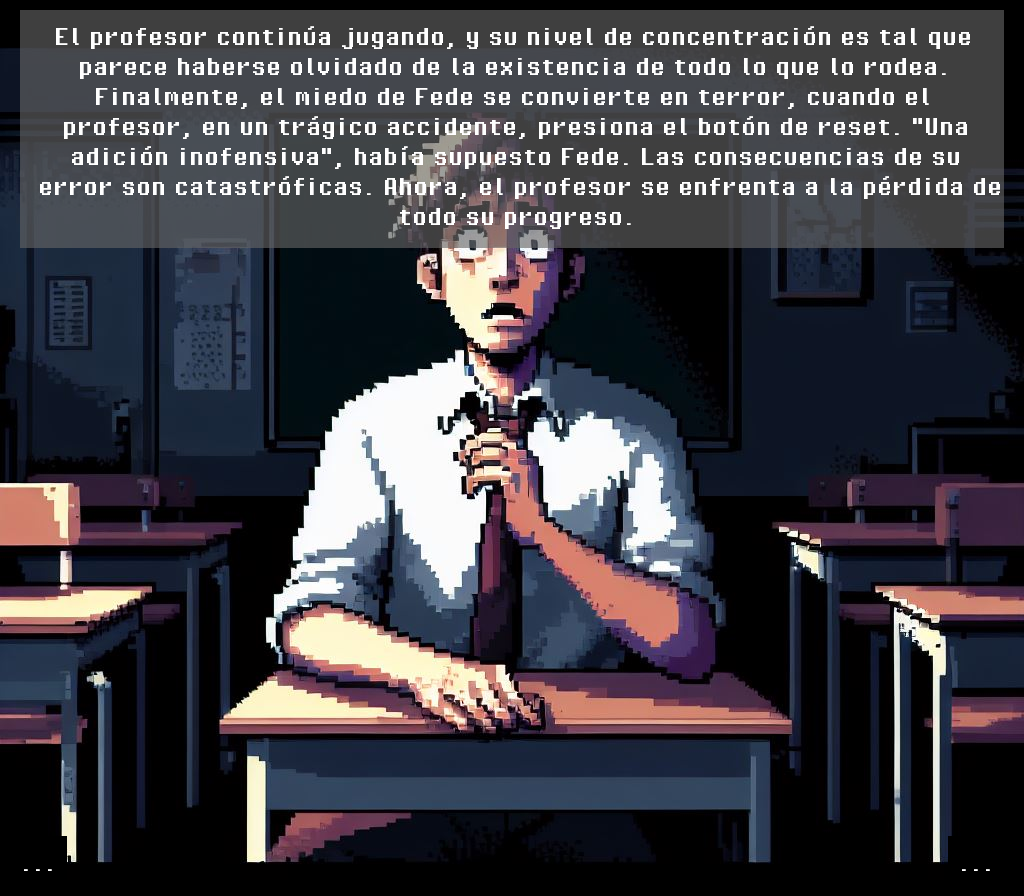 El profesor continúa jugando, y su nivel de concentración es tal que
parece haberse olvidado de la existencia de todo lo que lo rodea.
Finalmente, el miedo de Fede se convierte en terror, cuando el
profesor, en un trágico accidente, presiona el botón de reset. "Una
adición inofensiva", había supuesto Fede. Las consecuencias de su
error son catastróficas. Ahora, el profesor se enfrenta a la pérdida de
todo su progreso.
... ...